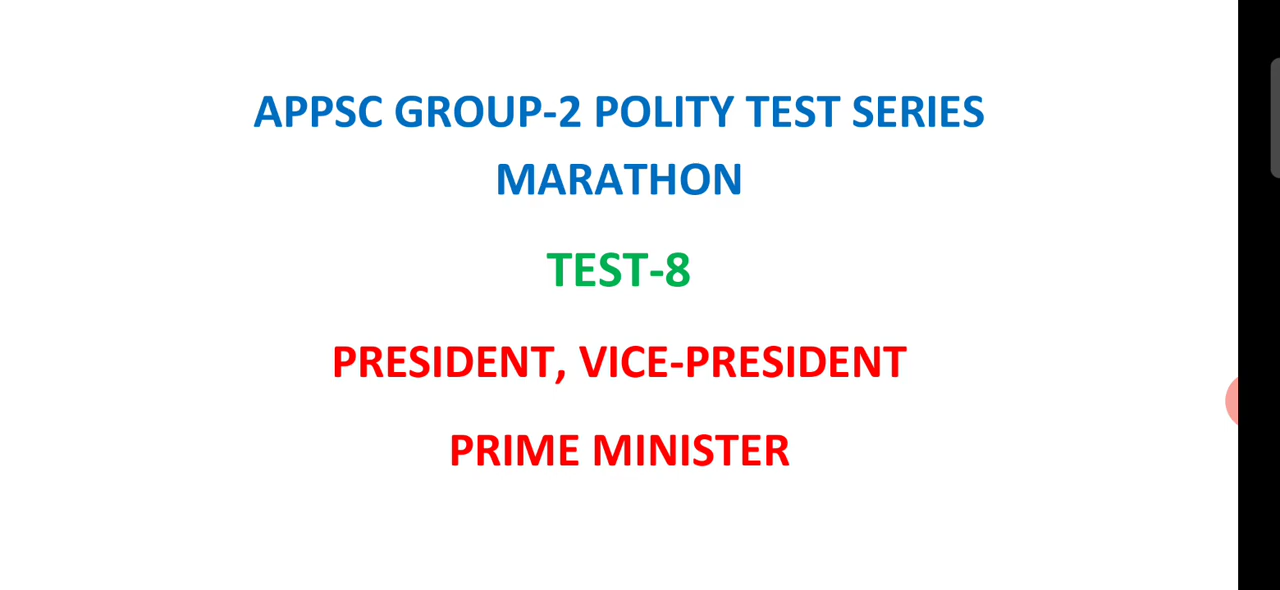 APPSC GROUP-2 POLITY TEST SERIES
MARATHON
TEST-8
PRESIDENT, VICE-PRESIDENT
PRIME MINISTER